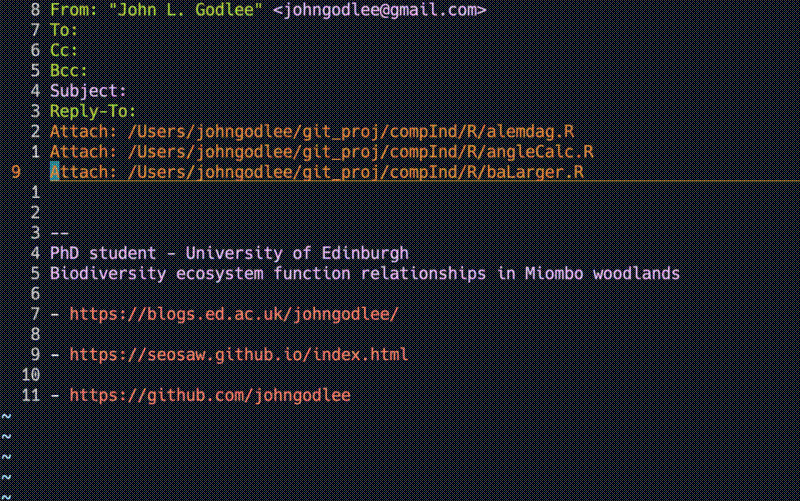 8 From: "John L. Godlee" <johngodlee@gmail.com>
7 To:
6 Cc:
5 Bcc:
4 Subject:
3 Reply-To:
2 Attach: /Users/johngodlee/git_proj/compInd/R/alemdag.R
1 Attach: /Users/johngodlee/git_proj/compInd/R/angleCalc.R
9 Attach: /Users/johngodlee/git_proj/compInd/R/baLarger.R
1
2
3 --
4 PhD student - University of Edinburgh
5 Biodiversity ecosystem function relationships in Miombo woodlands
6
7 - https://blogs.ed.ac.uk/johngodlee/
8
9 - https://seosaw.github.io/index.html
10
11 - https://github.com/johngodlee
~
~
~
~
~